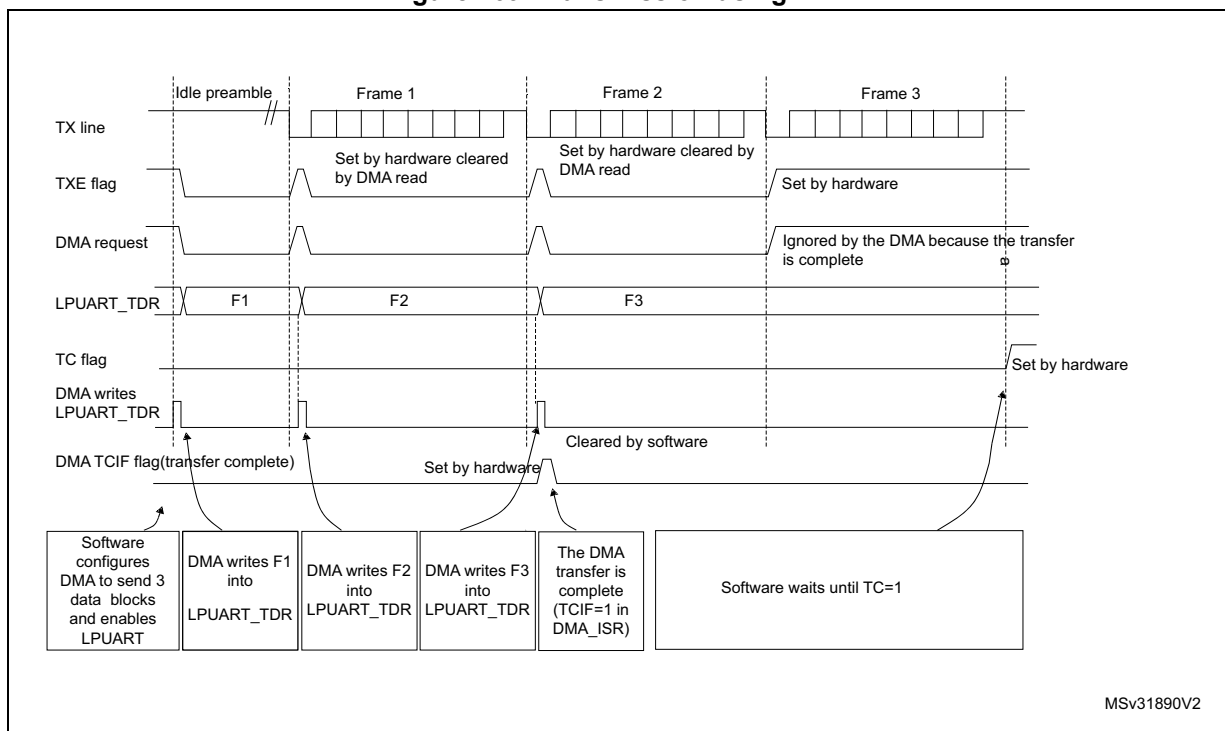 Idle preamble
Frame 1
Frame 2
Frame 3
TX line
Set by hardware cleared
by DMA read
Set by hardware cleared by
DMA read
TXE flag
Set by hardware
DMA request
Ignored by the DMA because the transfer
is complete
a
LPUART_TDR
F1
F2
F3
TC flag
Set by hardware
DMA writes
LPUART_TDR
Cleared by software
DMA TCIF flag(transfer complete)
Set by hardware
Software
configures
DMA to send 3
data blocks
and enables
LPUART
DMA writes F1
into
LPUART_TDR
DMA writes F2
into
LPUART_TDR
DMA writes F3
into
LPUART_TDR
The DMA
transfer is
complete
(TCIF=1 in
DMA_ISR)
Software waits until TC=1
MSv31890V2